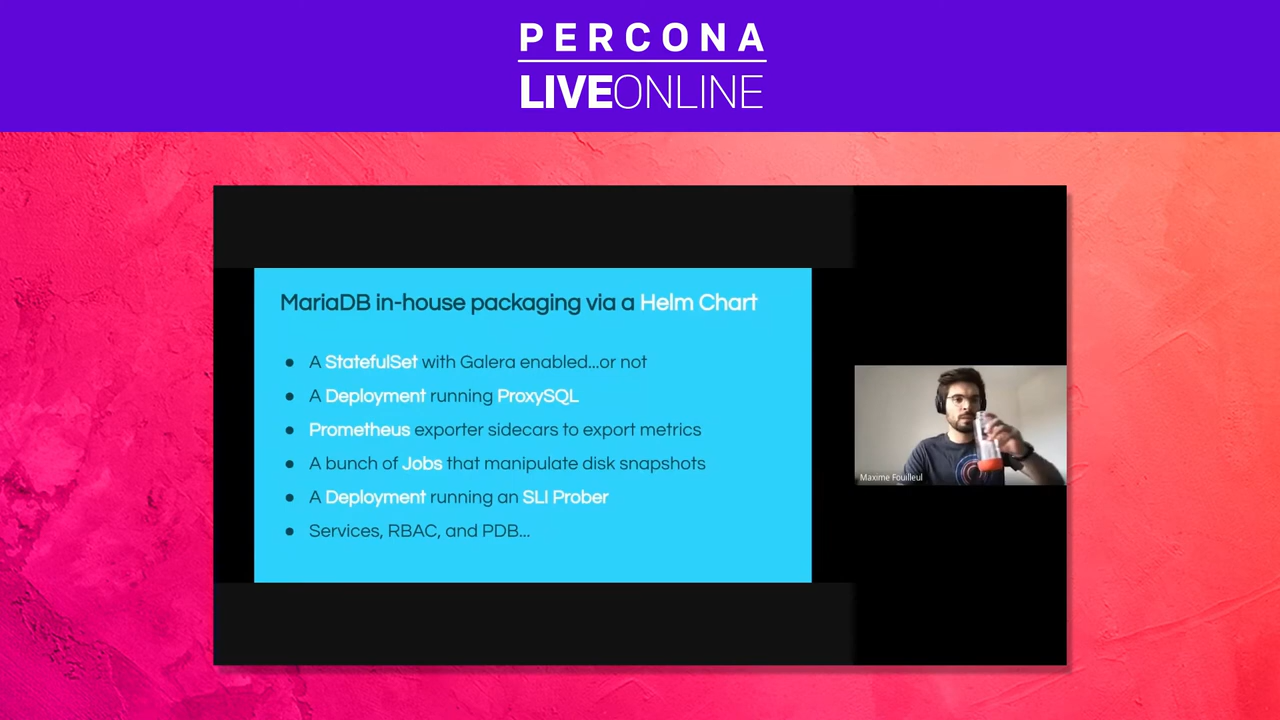 PERCONA
LIVEONLINE
MariaDB in-house packaging via a Helm Chart
● A StatefulSet with Galera enabled...or not
● A Deployment running ProxySQL
● Prometheus exporter sidecars to export metrics
● A bunch of Jobs that manipulate disk snapshots
● A Deployment running an SLI Prober
● Services, RBAC, and PDB...
Maxime Fouilleul